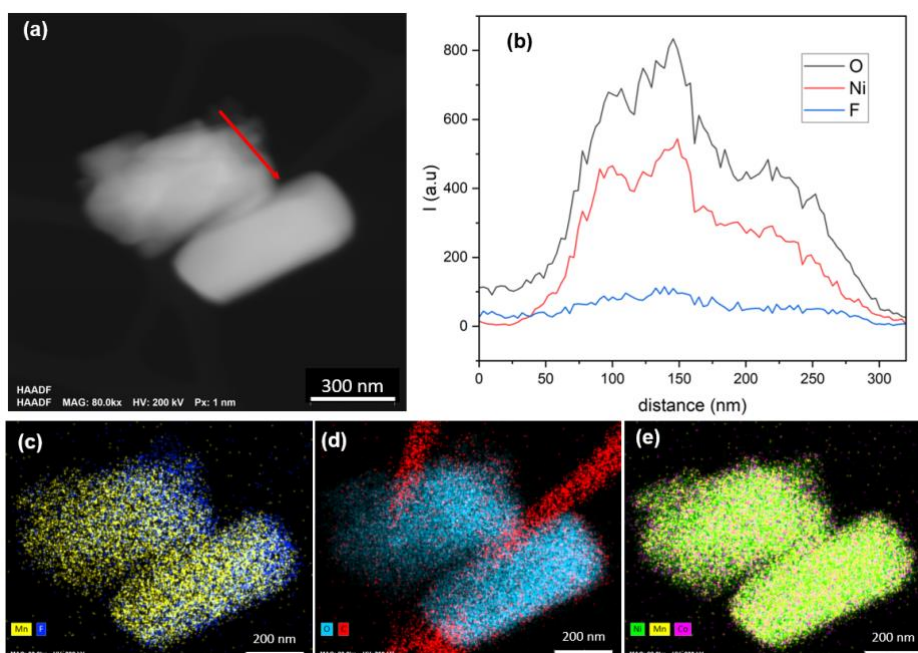 (a)
HAADF
HAADF MAG: 80.0kx HV: 200 kV Px: 1 nm
300 nm
(b)
I (a.u)
800
600
400
200
0
O
Ni
F
0 50 100 150 200 250 300
distance (nm)
(c)
Mn F
200 nm
(d)
O C
200 nm
(e)
Ni Mn Co
200 nm